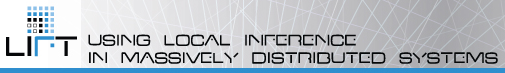 LIFT
USING LOCAL INFERENCE
IN MASSIVELY DISTRIBUTED SYSTEMS